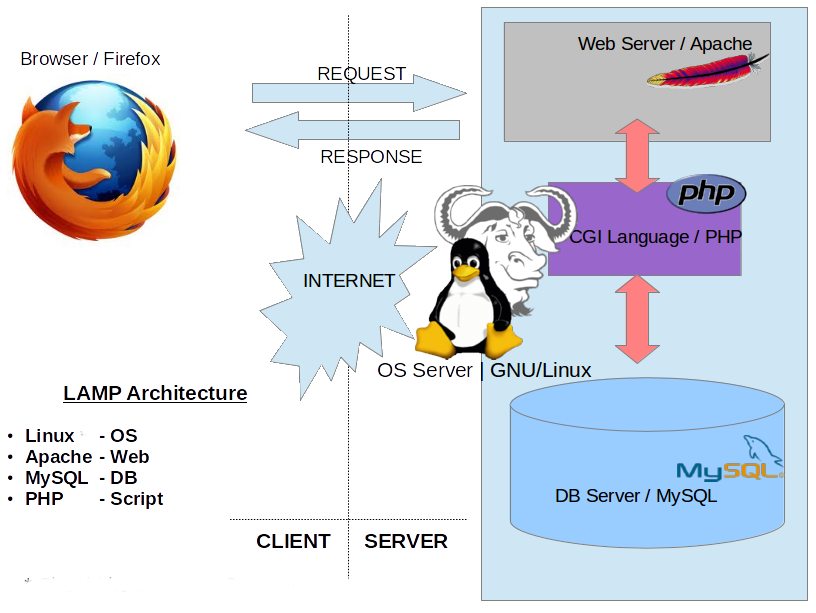 Browser / Firefox
REQUEST
RESPONSE
Web Server / Apache
php
CGI Language / PHP
INTERNET
OS Server | GNU/Linux
LAMP Architecture
• Linux - OS
• Apache - Web
• MySQL - DB
• PHP - Script
MySQL
DB Server / MySQL
CLIENT
SERVER